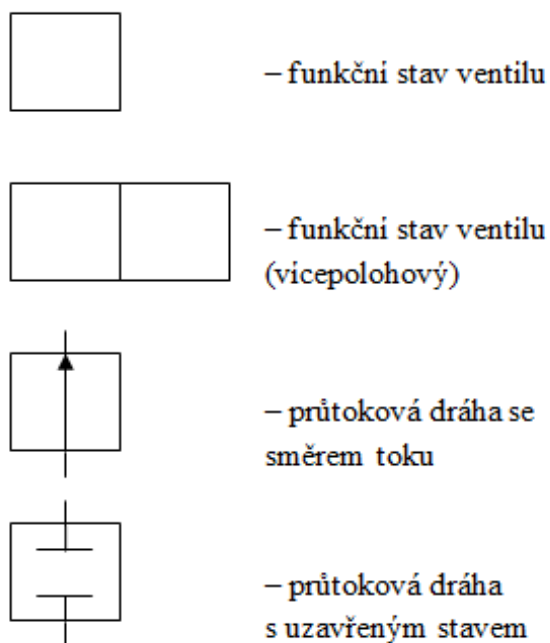 – funkční stav ventilu
– funkční stav ventilu
(vícepolohový)
– průtoková dráha se
směrem toku
– průtoková dráha
s uzavřeným stavem